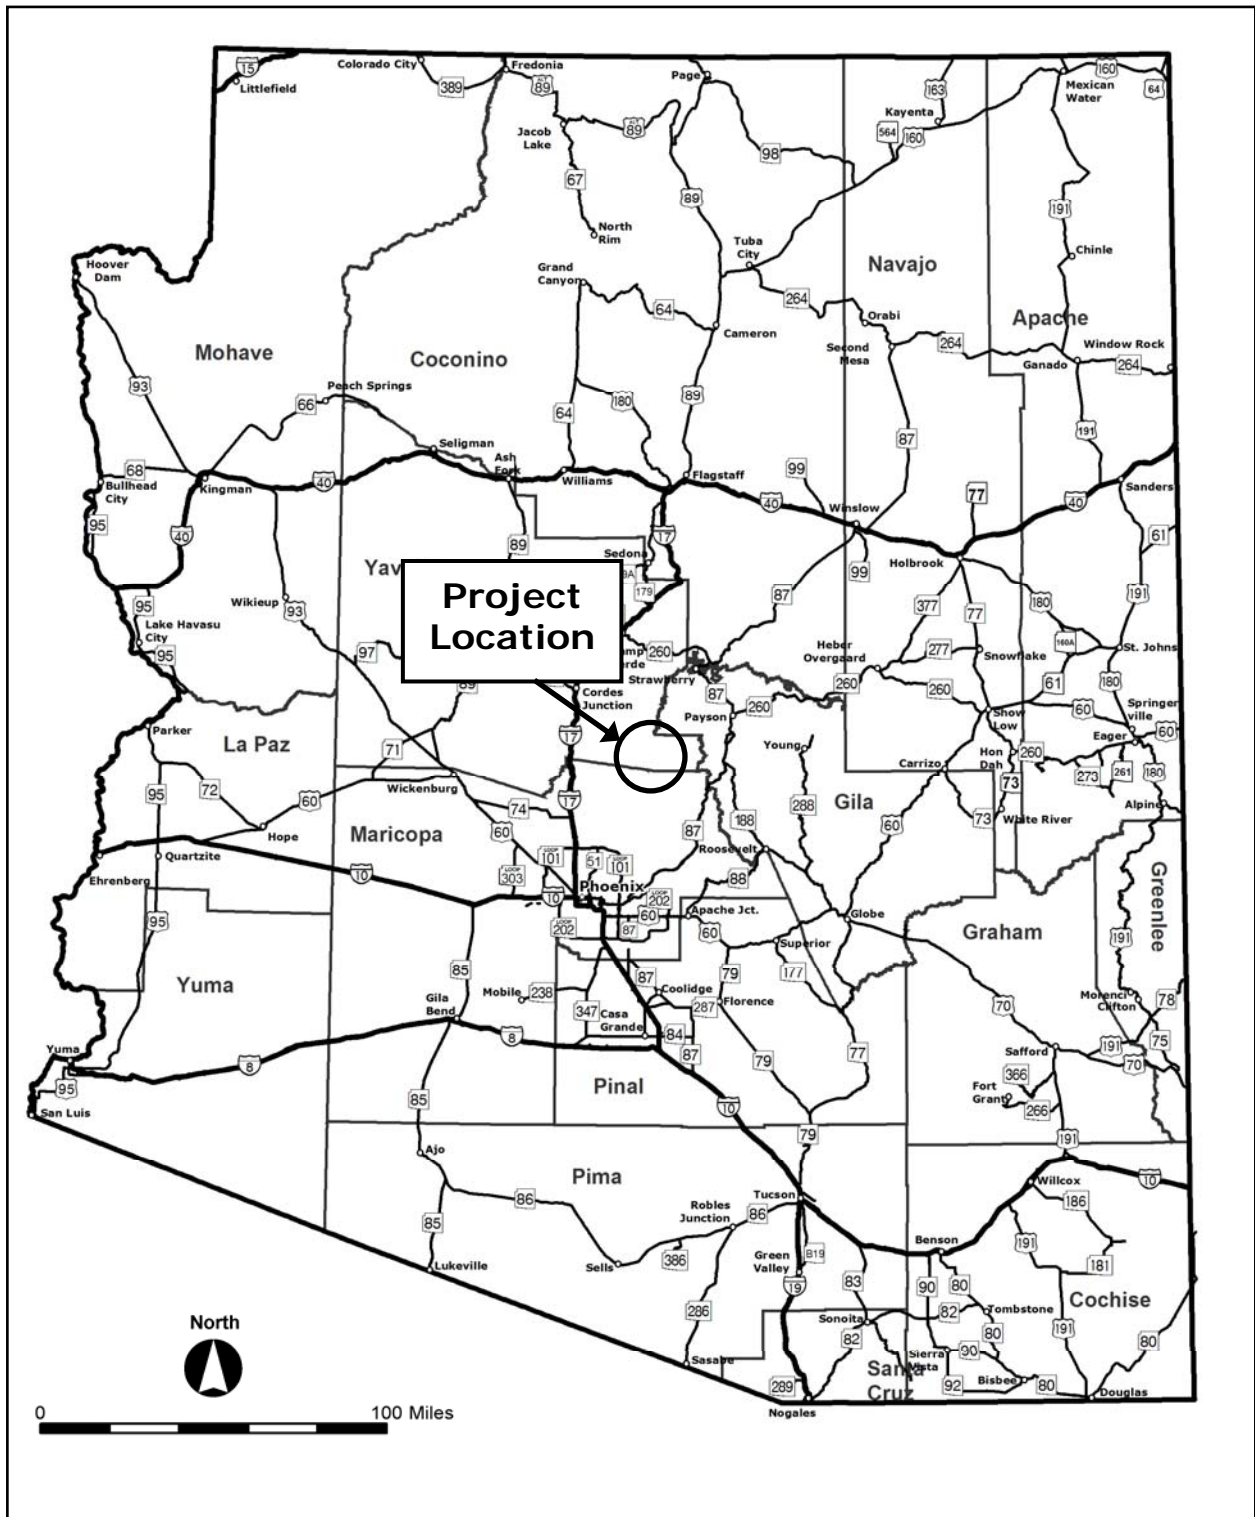 15
Littlefield
Colorado City
389
Fredonia
ALT
89
Page
160
64
Mexican
Water
163
Kayenta
564
160
Jacob
Lake
ALT
89
98
67
89
191
North
Rim
Tuba
City
Navajo
Chinle
Hoover
Dam
Grand
Canyon
264
64
Orabi
Apache
Cameron
Second
Mesa
264
Window Rock
Ganado
264
Mohave
Coconino
93
Peach Springs
66
180
89
64
87
191
Seligman
Ash
Fork
68
Bullhead
City
Kingman
40
Williams
Flagstaff
99
40
77
40
Sanders
95
40
89
17
Winslow
61
Sedona
99
Holbrook
Yav
Project
Location
9A
179
87
377
180
191
95
Wikieup
93
77
Lake Havasu
City
95
97
260
Heber
Overgaard
277
Snowflake
160A
St. Johns
amp
erde
Strawberry
89
Cordes
Junction
87
260
260
260
61
180
Payson
Show
Low
60
Springer
ville
Parker
La Paz
17
Young
Hon
Dah
260
Eager
60
71
Carrizo
273
261
180
95
72
Wickenburg
17
73
60
74
288
Gila
Alpine
Hope
Maricopa
60
87
188
60
73
White River
Quartzite
LOOP
101
51
LOOP
101
Roosevelt
Ehrenberg
10
LOOP
303
88
Greenlee
Phoenix
LOOP
202
10
60
Apache Jct.
Globe
95
LOOP
202
87
60
Superior
Graham
191
Yuma
85
87
79
177
Mobile
238
Coolidge
Morenci
78
Gila
Bend
347
287
Florence
70
Clifton
Casa
Grande
84
75
Yuma
8
8
87
79
77
Safford
191
70
366
95
Pinal
Fort
Grant
San Luis
85
10
266
79
191
Ajo
Pima
86
Tucson
Willcox
10
Robles
Junction
86
186
85
191
Benson
386
Green
Valley
B19
Lukeville
Sells
83
90
80
181
19
Cochise
286
82
Tombstone
North
Sonoita
82
80
191
80
Sasabe
Sierra
Vista
90
Santa
Cruz
289
92
Bisbee
80
Douglas
Nogales
0
100 Miles